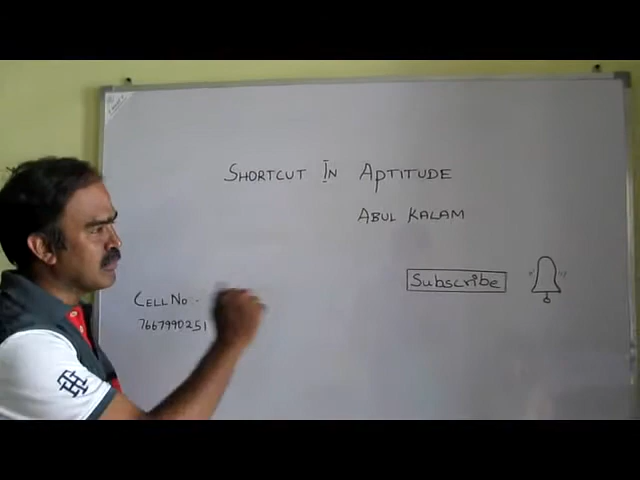 SHORTCUT IN APTITUDE
ABUL KALAM
Subscribe
CELL NO -
7667990251